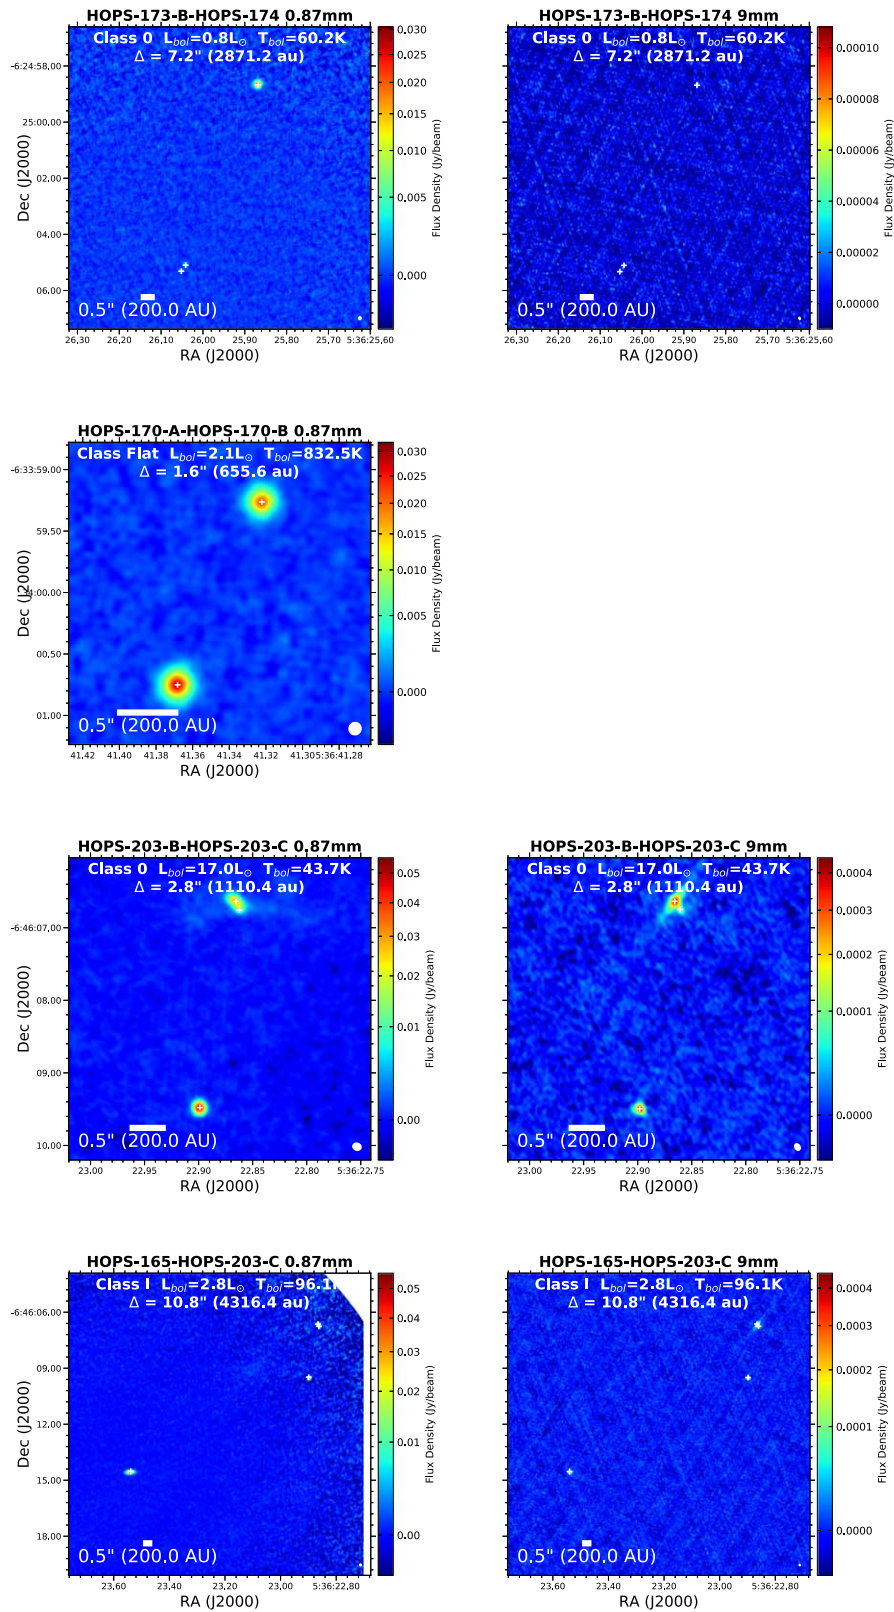 HOPS-173-B-HOPS-174 0.87mm
Class 0 L_bol=0.8L⊙ T_bol=60.2K
Δ = 7.2" (2871.2 au)
-6:24:58.00
25:00.00
02.00
04.00
06.00
Dec (J2000)
0.5" (200.0 AU)
26.30 26.20 26.10 26.00 25.90 25.80 25.70 5:36:25.60
RA (J2000)
0.030
0.025
0.020
0.015
0.010
0.005
0.000
Flux Density (Jy/beam)
HOPS-173-B-HOPS-174 9mm
Class 0 L_bol=0.8L⊙ T_bol=60.2K
Δ = 7.2" (2871.2 au)
0.5" (200.0 AU)
26.30 26.20 26.10 26.00 25.90 25.80 25.70 5:36:25.60
RA (J2000)
0.00010
0.00008
0.00006
0.00004
0.00002
0.00000
Flux Density (Jy/beam)
HOPS-170-A-HOPS-170-B 0.87mm
Class Flat L_bol=2.1L⊙ T_bol=832.5K
Δ = 1.6" (655.6 au)
-6:33:59.00
59.50
4:00.00
00.50
01.00
Dec (J2000)
0.5" (200.0 AU)
41.42 41.40 41.38 41.36 41.34 41.32 41.30 5:36:41.28
RA (J2000)
0.030
0.025
0.020
0.015
0.010
0.005
0.000
Flux Density (Jy/beam)
HOPS-203-B-HOPS-203-C 0.87mm
Class 0 L_bol=17.0L⊙ T_bol=43.7K
Δ = 2.8" (1110.4 au)
-6:46:07.00
08.00
09.00
10.00
Dec (J2000)
0.5" (200.0 AU)
23.00 22.95 22.90 22.85 22.80 5:36:22.75
RA (J2000)
0.05
0.04
0.03
0.02
0.01
0.00
Flux Density (Jy/beam)
HOPS-203-B-HOPS-203-C 9mm
Class 0 L_bol=17.0L⊙ T_bol=43.7K
Δ = 2.8" (1110.4 au)
0.5" (200.0 AU)
23.00 22.95 22.90 22.85 22.80 5:36:22.75
RA (J2000)
0.0004
0.0003
0.0002
0.0001
0.0000
Flux Density (Jy/beam)
HOPS-165-HOPS-203-C 0.87mm
Class I L_bol=2.8L⊙ T_bol=96.1
Δ = 10.8" (4316.4 au)
-6:46:06.00
09.00
12.00
15.00
18.00
Dec (J2000)
0.5" (200.0 AU)
23.60 23.40 23.20 23.00 5:36:22.80
RA (J2000)
0.05
0.04
0.03
0.02
0.01
0.00
Flux Density (Jy/beam)
HOPS-165-HOPS-203-C 9mm
Class I L_bol=2.8L⊙ T_bol=96.1K
Δ = 10.8" (4316.4 au)
0.5" (200.0 AU)
23.60 23.40 23.20 23.00 5:36:22.80
RA (J2000)
0.0004
0.0003
0.0002
0.0001
0.0000
Flux Density (Jy/beam)